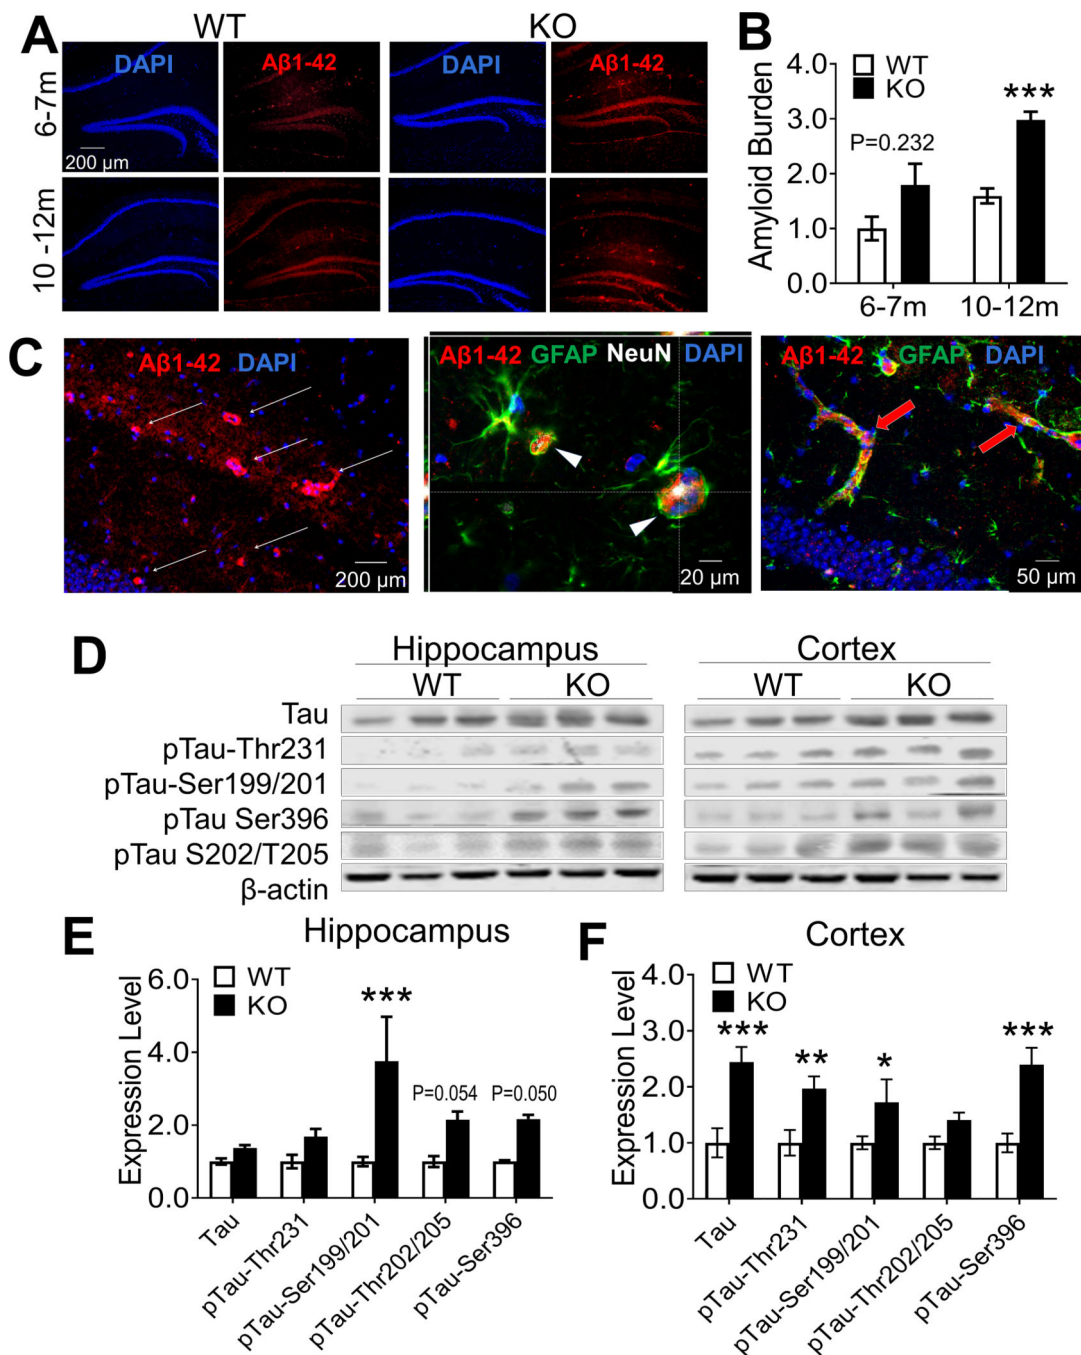 A
WT
KO
DAPI
Aβ1-42
DAPI
Aβ1-42
6-7m
200 µm
10 -12m
B
Amyloid Burden
4.0
3.0
2.0
1.0
0.0
WT
KO
P=0.232
***
6-7m
10-12m
C
Aβ1-42 DAPI
200 µm
Aβ1-42 GFAP NeuN DAPI
20 µm
Aβ1-42 GFAP DAPI
50 µm
D
Hippocampus
Cortex
WT
KO
WT
KO
Tau
pTau-Thr231
pTau-Ser199/201
pTau Ser396
pTau S202/T205
β-actin
E
Hippocampus
Expression Level
6.0
4.0
2.0
0.0
WT
KO
***
P=0.054
P=0.050
Tau
pTau-Thr231
pTau-Ser199/201
pTau-Thr202/205
pTau-Ser396
F
Cortex
Expression Level
4.0
3.0
2.0
1.0
0.0
WT
KO
***
**
*
***
Tau
pTau-Thr231
pTau-Ser199/201
pTau-Thr202/205
pTau-Ser396